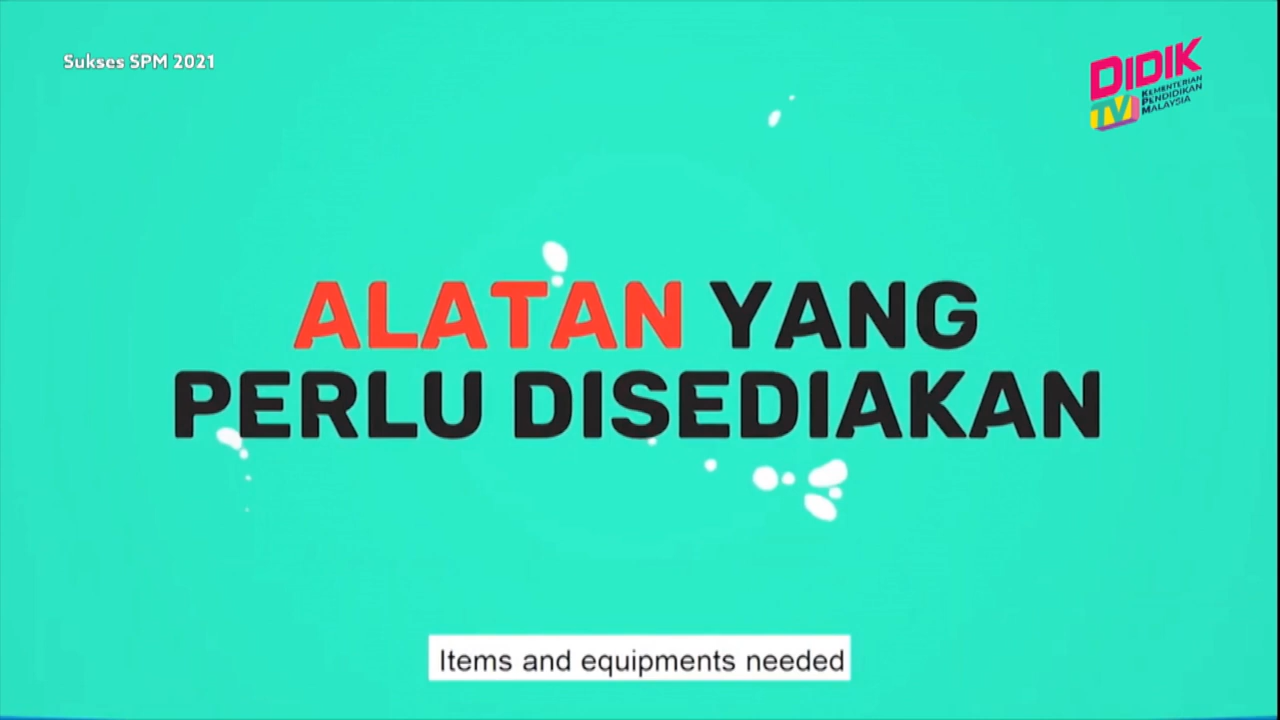 Sukses SPM 2021
DIDIK
TV
KEMENTERIAN
PENDIDIKAN
MALAYSIA
ALATAN YANG
PERLU DISEDIAKAN
Items and equipments needed